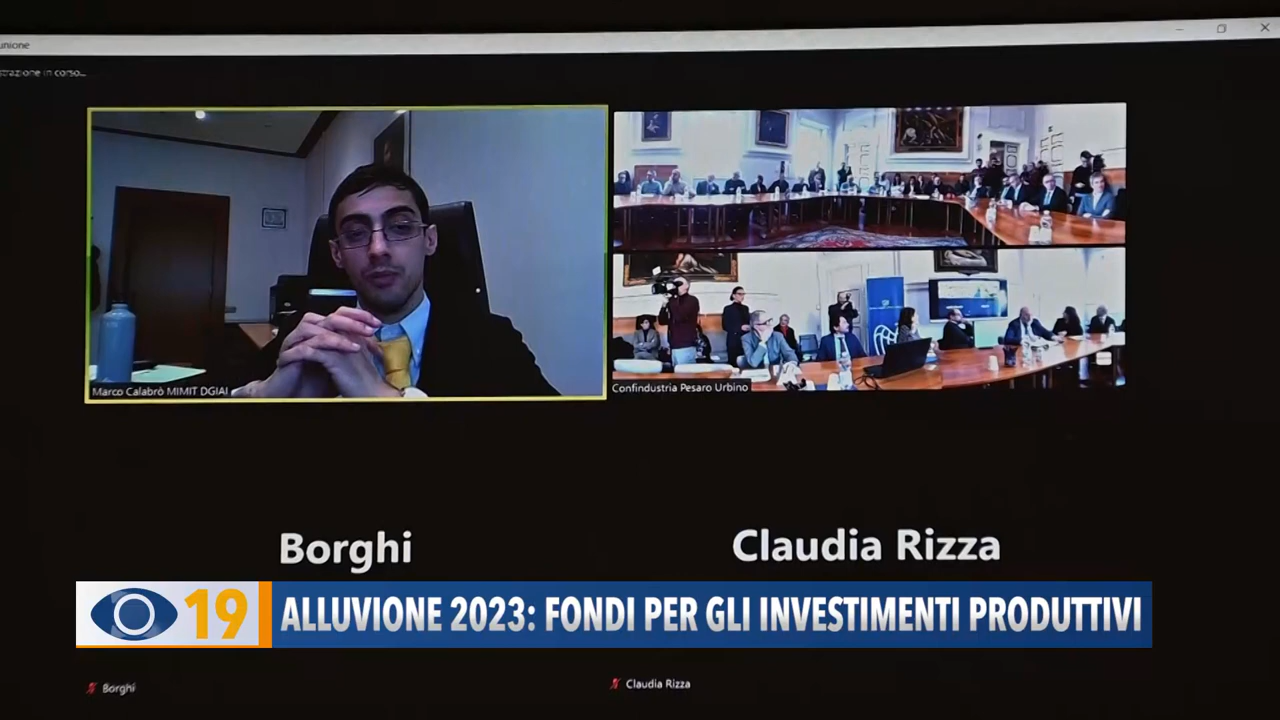 unione
strazione in corso...
Marco Calabrò MIMIT DGIAI
Confindustria Pesaro Urbino
Borghi
Claudia Rizza
19
ALLUVIONE 2023: FONDI PER GLI INVESTIMENTI PRODUTTIVI
Borghi
Claudia Rizza